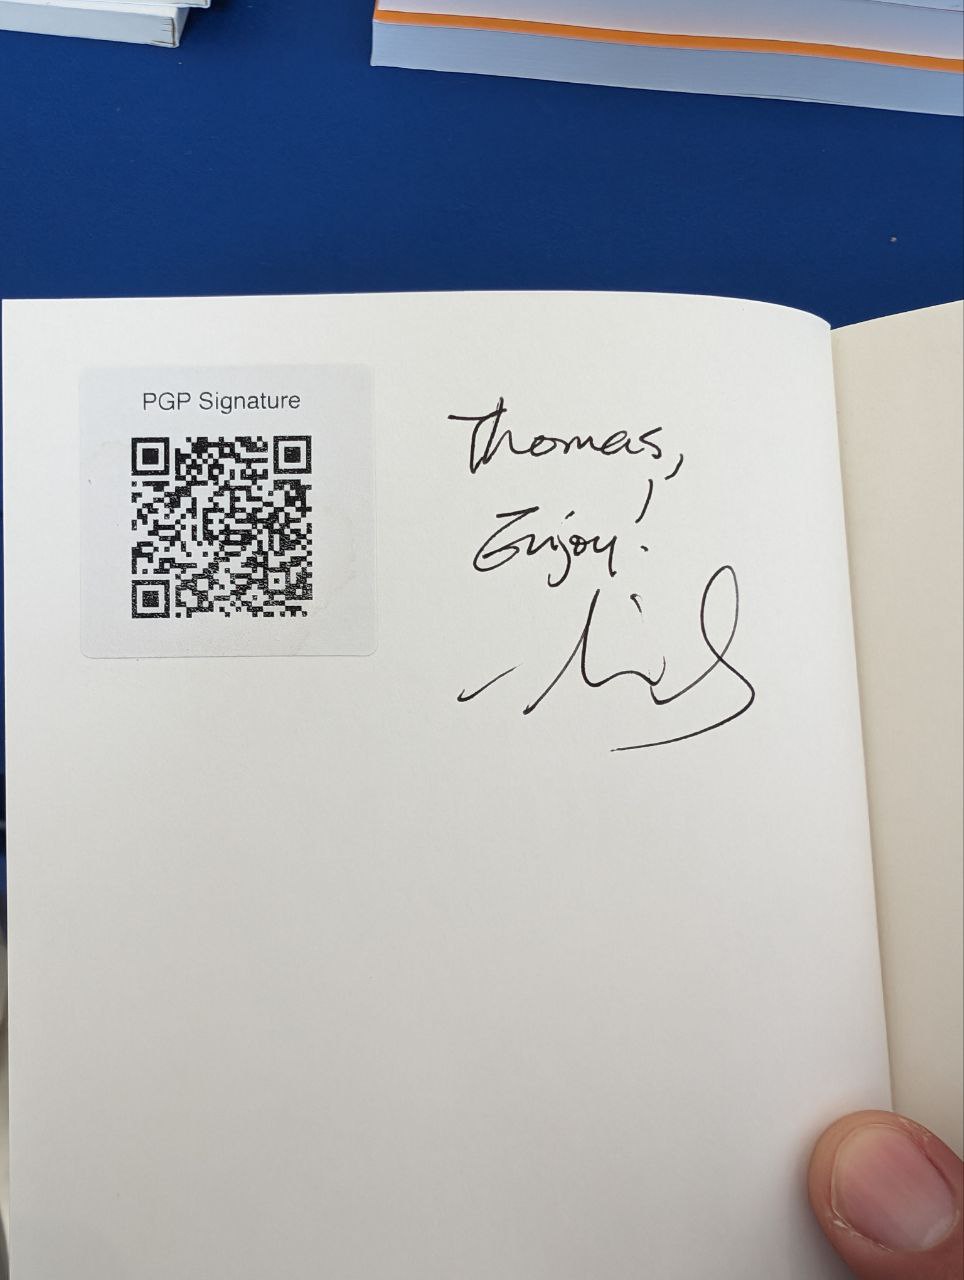 PGP Signature
Thomas,
Enjoy!